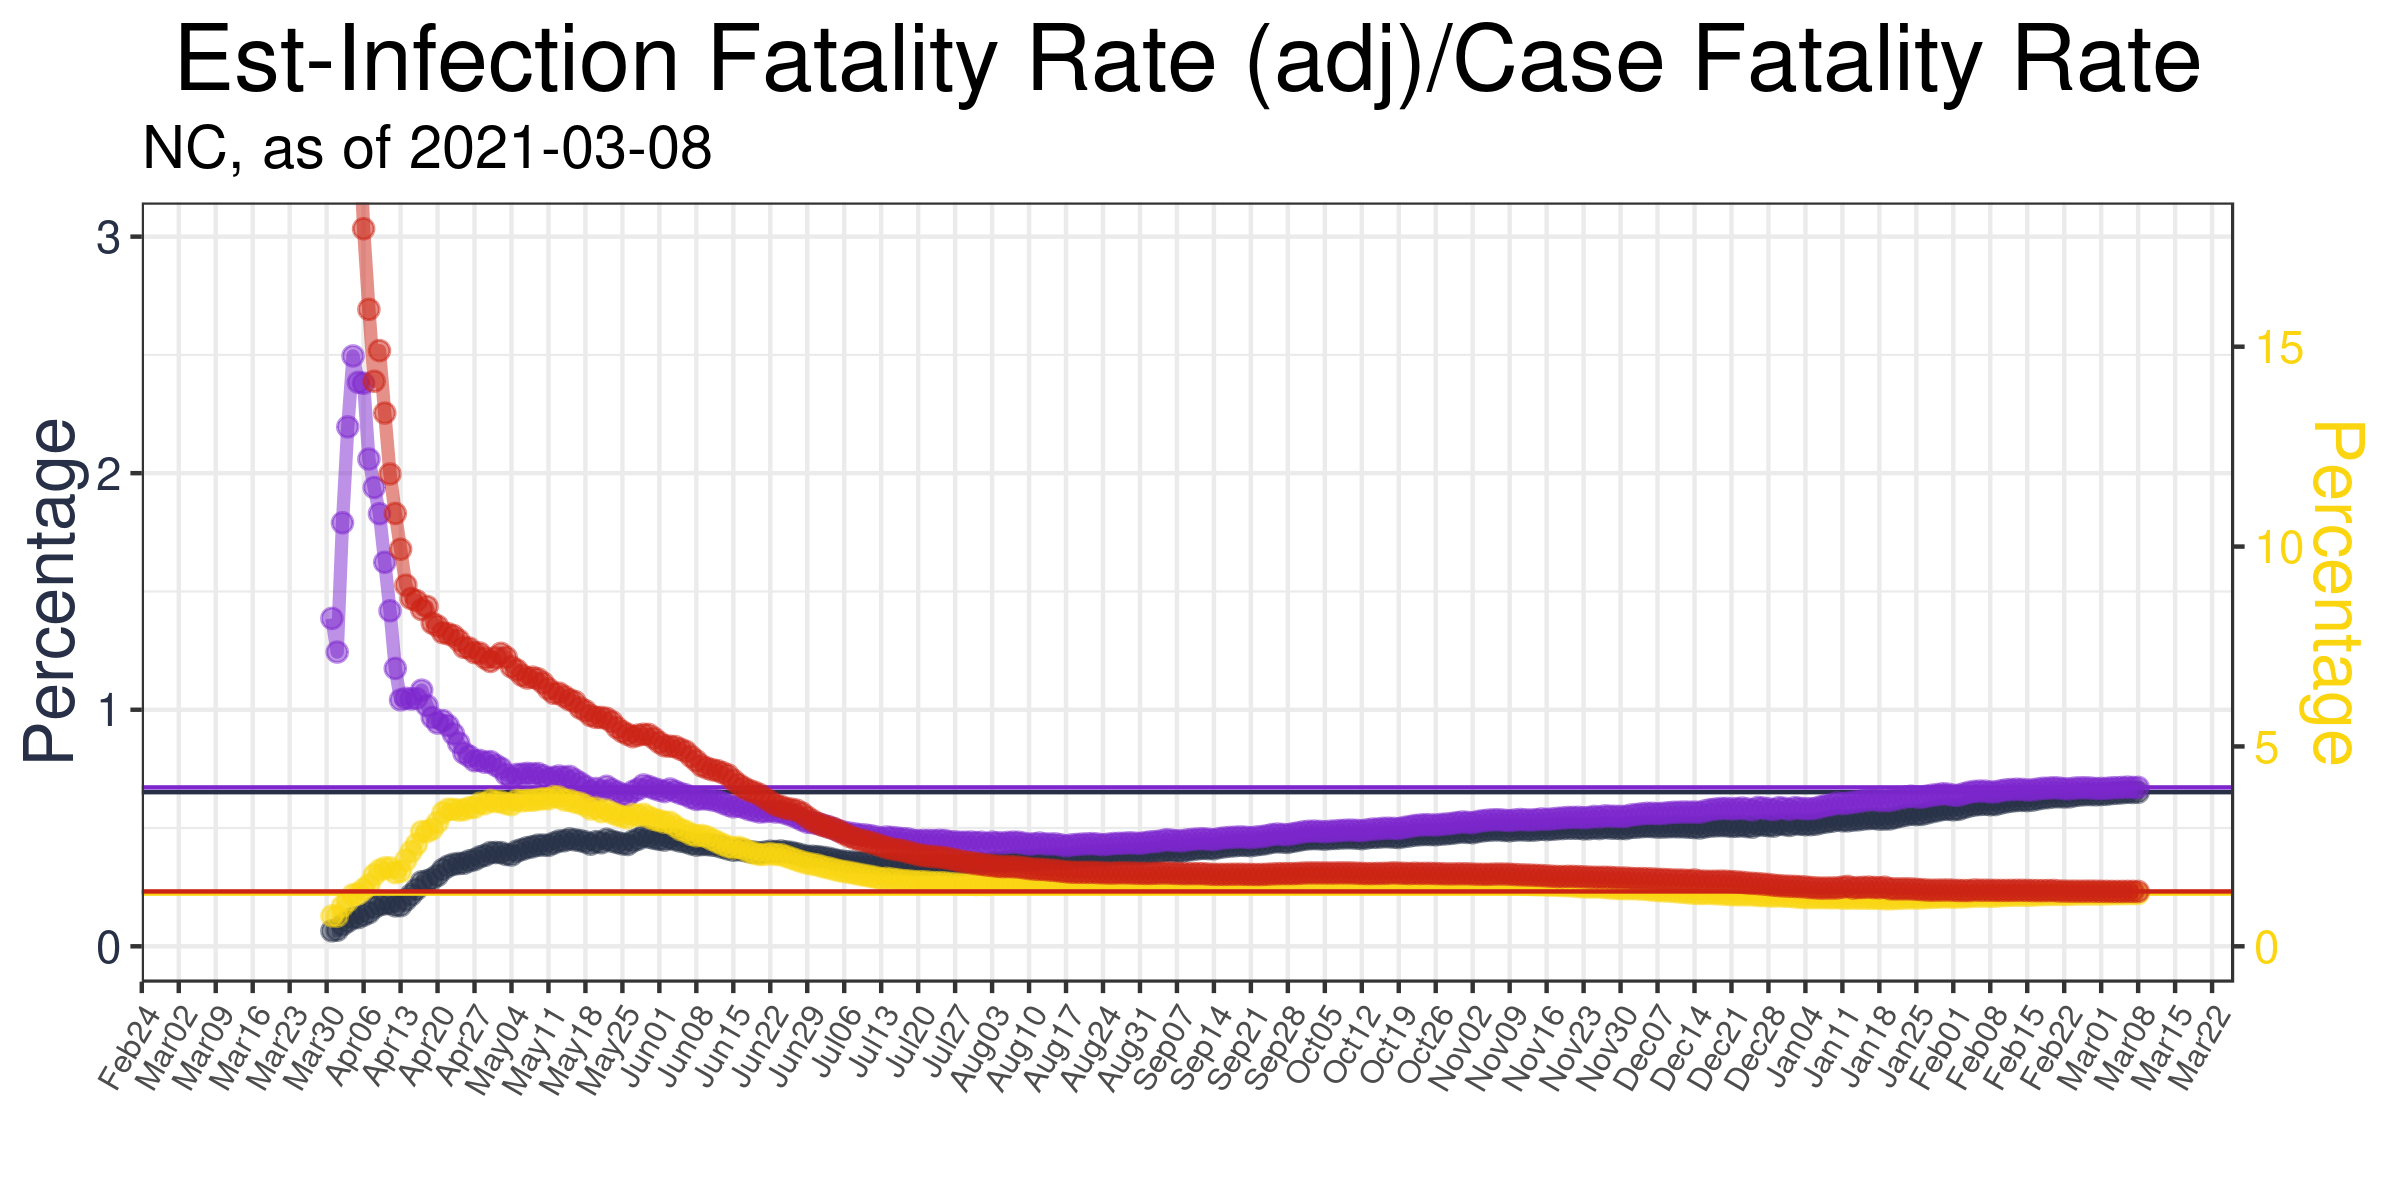 Est-Infection Fatality Rate (adj)/Case Fatality Rate
NC, as of 2021-03-08
Percentage
3
2
1
0
15
10
5
0
Percentage
Feb24
Mar02
Mar09
Mar16
Mar23
Mar30
Apr06
Apr13
Apr20
Apr27
May04
May11
May18
May25
Jun01
Jun08
Jun15
Jun22
Jun29
Jul06
Jul13
Jul20
Jul27
Aug03
Aug10
Aug17
Aug24
Aug31
Sep07
Sep14
Sep21
Sep28
Oct05
Oct12
Oct19
Oct26
Nov02
Nov09
Nov16
Nov23
Nov30
Dec07
Dec14
Dec21
Dec28
Jan04
Jan11
Jan18
Jan25
Feb01
Feb08
Feb15
Feb22
Mar01
Mar08
Mar15
Mar22